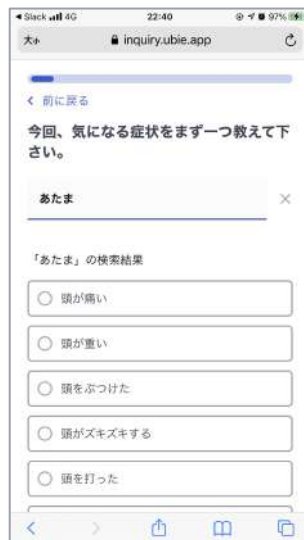 ◀ Slack 4G 22:40 97%
大小 inquiry.ubie.app
前に戻る
今回、気になる症状をまず一つ教えて下
さい。
あたま
「あたま」の検索結果
頭が痛い
頭が重い
頭をぶつけた
頭がズキズキする
頭を打った